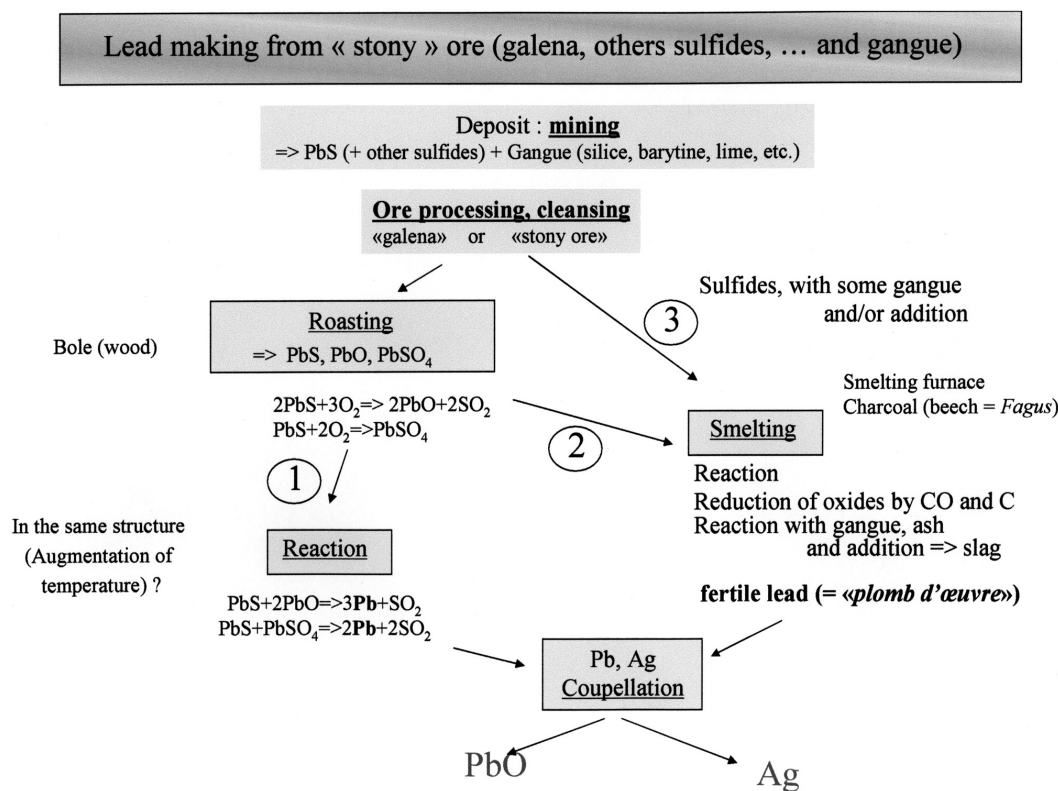 Lead making from « stony » ore (galena, others sulfides, … and gangue)
Deposit : mining
=> PbS (+ other sulfides) + Gangue (silice, barytine, lime, etc.)
Ore processing, cleansing
«galena» or «stony ore»
Sulfides, with some gangue
and/or addition
3
Roasting
=> PbS, PbO, PbSO4
Bole (wood)
2PbS+3O2=> 2PbO+2SO2
PbS+2O2=>PbSO4
2
Smelting furnace
Charcoal (beech = Fagus)
Smelting
Reaction
Reduction of oxides by CO and C
Reaction with gangue, ash
and addition => slag
1
In the same structure
(Augmentation of
temperature) ?
Reaction
PbS+2PbO=>3Pb+SO2
PbS+PbSO4=>2Pb+2SO2
fertile lead (= «plomb d'œuvre»)
Pb, Ag
Coupellation
PbO
Ag